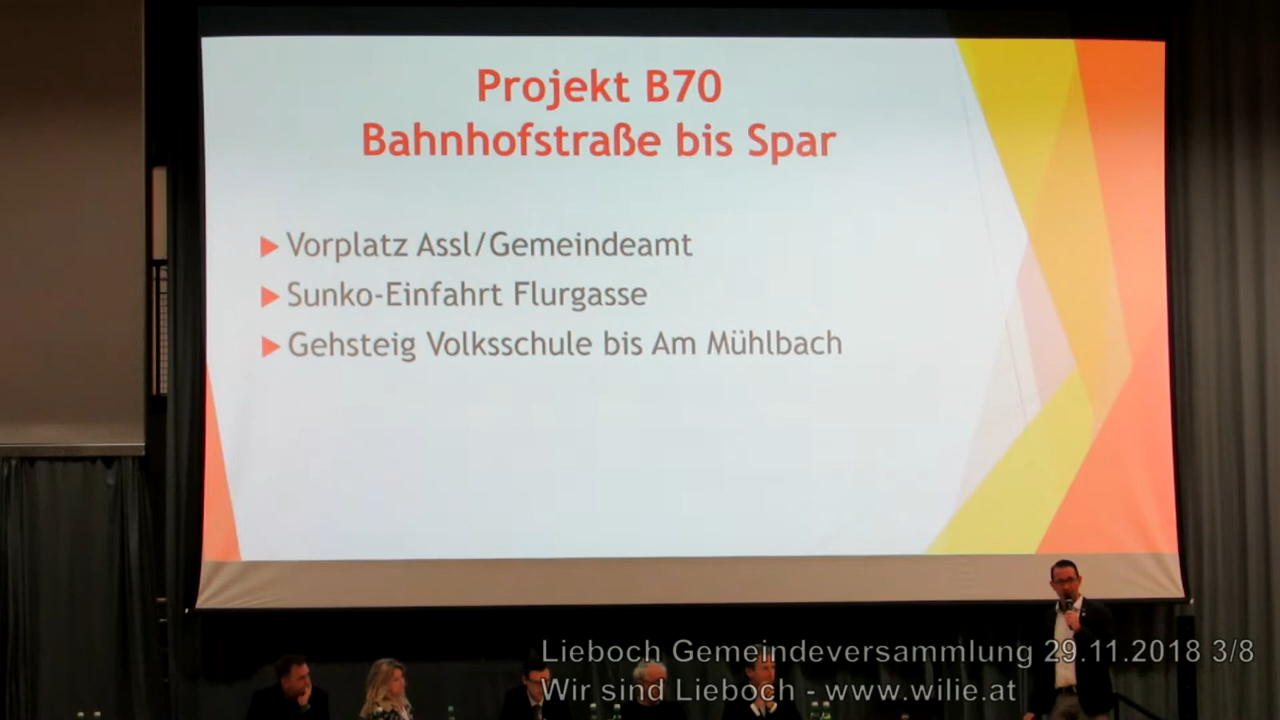 Projekt B70
Bahnhofstraße bis Spar
Vorplatz Assl/Gemeindeamt
Sunko-Einfahrt Flurgasse
Gehsteig Volksschule bis Am Mühlbach
Lieboch Gemeindeversammlung 29.11.2018 3/8
Wir sind Lieboch - www.wilie.at